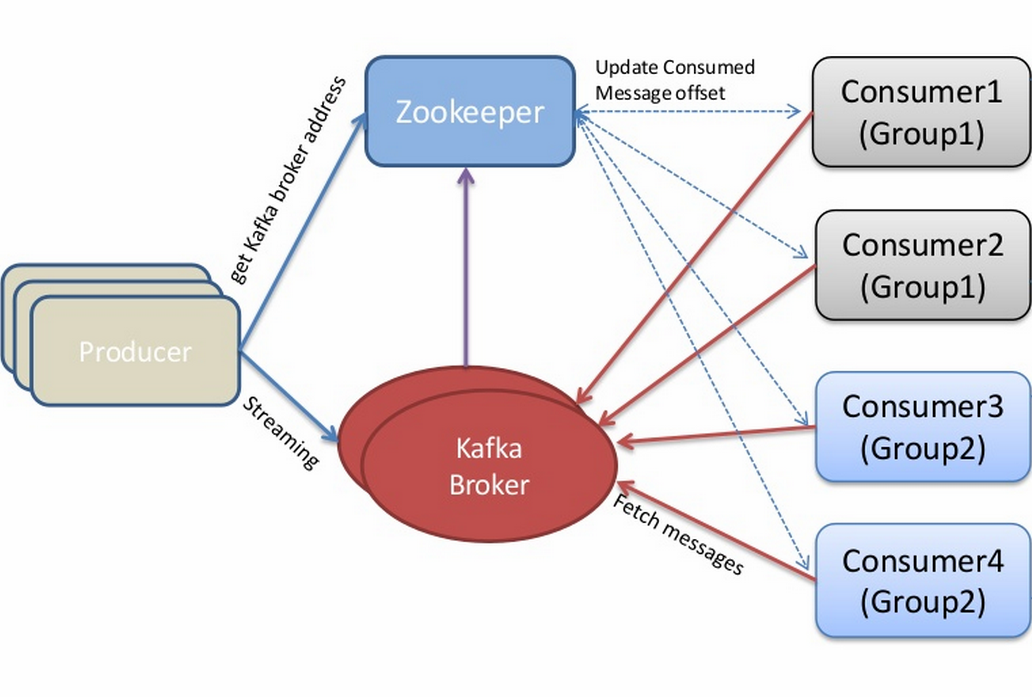 get Kafka broker address
Zookeeper
Update Consumed
Message offset
Consumer1
(Group1)
Consumer2
(Group1)
Producer
Streaming
Kafka
Broker
Fetch messages
Consumer3
(Group2)
Consumer4
(Group2)